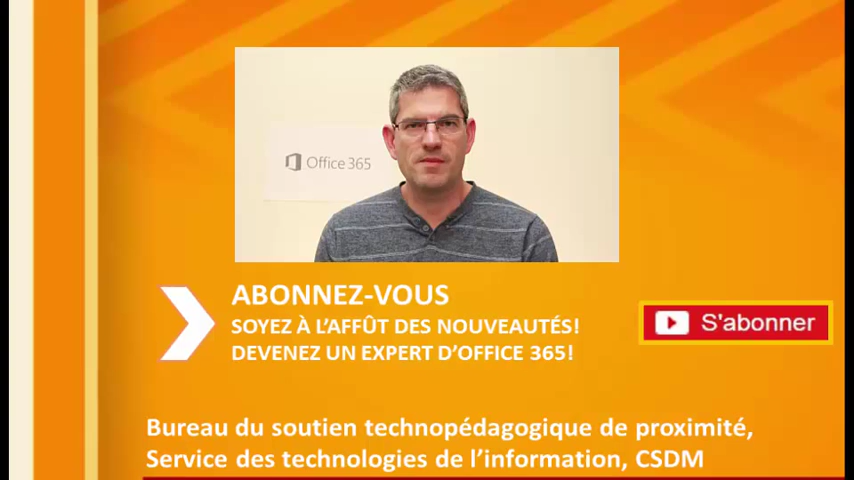 Office 365
ABONNEZ-VOUS
SOYEZ À L'AFFÛT DES NOUVEAUTÉS!
DEVENEZ UN EXPERT D'OFFICE 365!
S'abonner
Bureau du soutien technopédagogique de proximité,
Service des technologies de l'information, CSDM